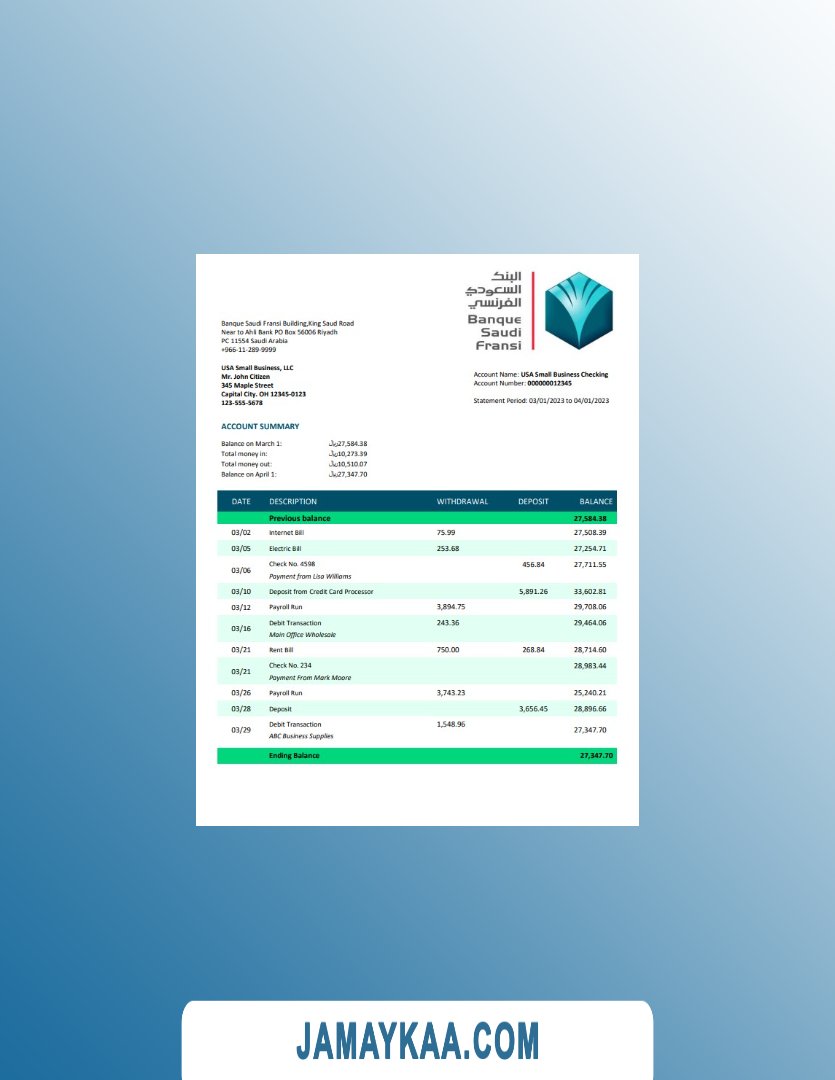 البنك
السعودي
الفرنسي
Banque
Saudi
Fransi
Banque Saudi Fransi Building,King Saud Road
Near to Ahli Bank PO Box 56006 Riyadh
PC 11554 Saudi Arabia
+966-11-289-9999
USA Small Business, LLC
Mr. John Citizen
345 Maple Street
Capital City. OH 12345-0123
123-555-5678
Account Name: USA Small Business Checking
Account Number: 000000012345
Statement Period: 03/01/2023 to 04/01/2023
ACCOUNT SUMMARY
Balance on March 1: ﷼27,584.38
Total money in: ﷼10,273.39
Total money out: ﷼10,510.07
Balance on April 1: ﷼27,347.70
DATE DESCRIPTION WITHDRAWAL DEPOSIT BALANCE
Previous balance 27,584.38
03/02 Internet Bill 75.99 27,508.39
03/05 Electric Bill 253.68 27,254.71
03/06 Check No. 4598 456.84 27,711.55
Payment from Lisa Williams
03/10 Deposit from Credit Card Processor 5,891.26 33,602.81
03/12 Payroll Run 3,894.75 29,708.06
03/16 Debit Transaction 243.36 29,464.06
Main Office Wholesale
03/21 Rent Bill 750.00 268.84 28,714.60
03/21 Check No. 234 28,983.44
Payment From Mark Moore
03/26 Payroll Run 3,743.23 25,240.21
03/28 Deposit 3,656.45 28,896.66
03/29 Debit Transaction 1,548.96 27,347.70
ABC Business Supplies
Ending Balance 27,347.70
JAMAYKAA.COM